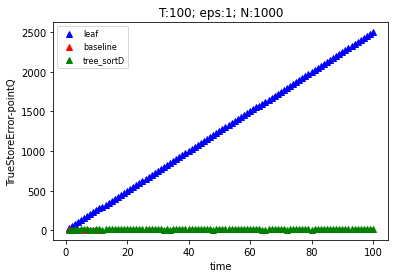 T:100; eps:1; N:1000
leaf
baseline
tree_sortD
TrueStoreError-pointQ
2500
2000
1500
1000
500
0
0 20 40 60 80 100
time